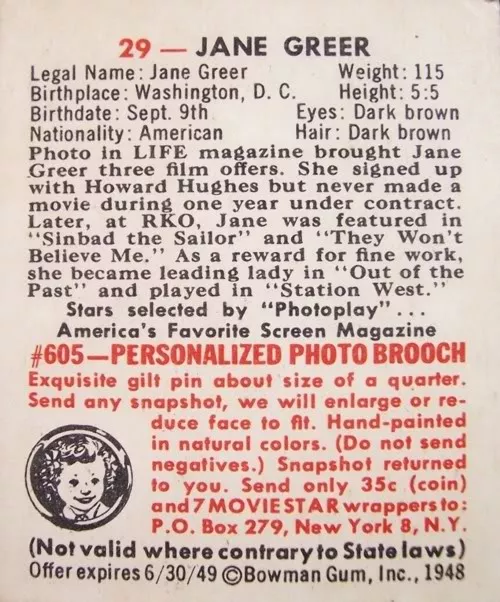 29 — JANE GREER
Legal Name: Jane Greer Weight: 115
Birthplace: Washington, D. C. Height: 5:5
Birthdate: Sept. 9th Eyes: Dark brown
Nationality: American Hair: Dark brown
Photo in LIFE magazine brought Jane
Greer three film offers. She signed up
with Howard Hughes but never made a
movie during one year under contract.
Later, at RKO, Jane was featured in
"Sinbad the Sailor" and "They Won't
Believe Me." As a reward for fine work,
she became leading lady in "Out of the
Past" and played in "Station West."
Stars selected by "Photoplay"...
America's Favorite Screen Magazine
#605—PERSONALIZED PHOTO BROOCH
Exquisite gilt pin about size of a quarter.
Send any snapshot, we will enlarge or re-
duce face to fit. Hand-painted
in natural colors. (Do not send
negatives.) Snapshot returned
to you. Send only 35c (coin)
and 7 MOVIE STAR wrappers to:
P.O. Box 279, New York 8, N.Y.
(Not valid where contrary to State laws)
Offer expires 6/30/49 ©Bowman Gum, Inc., 1948